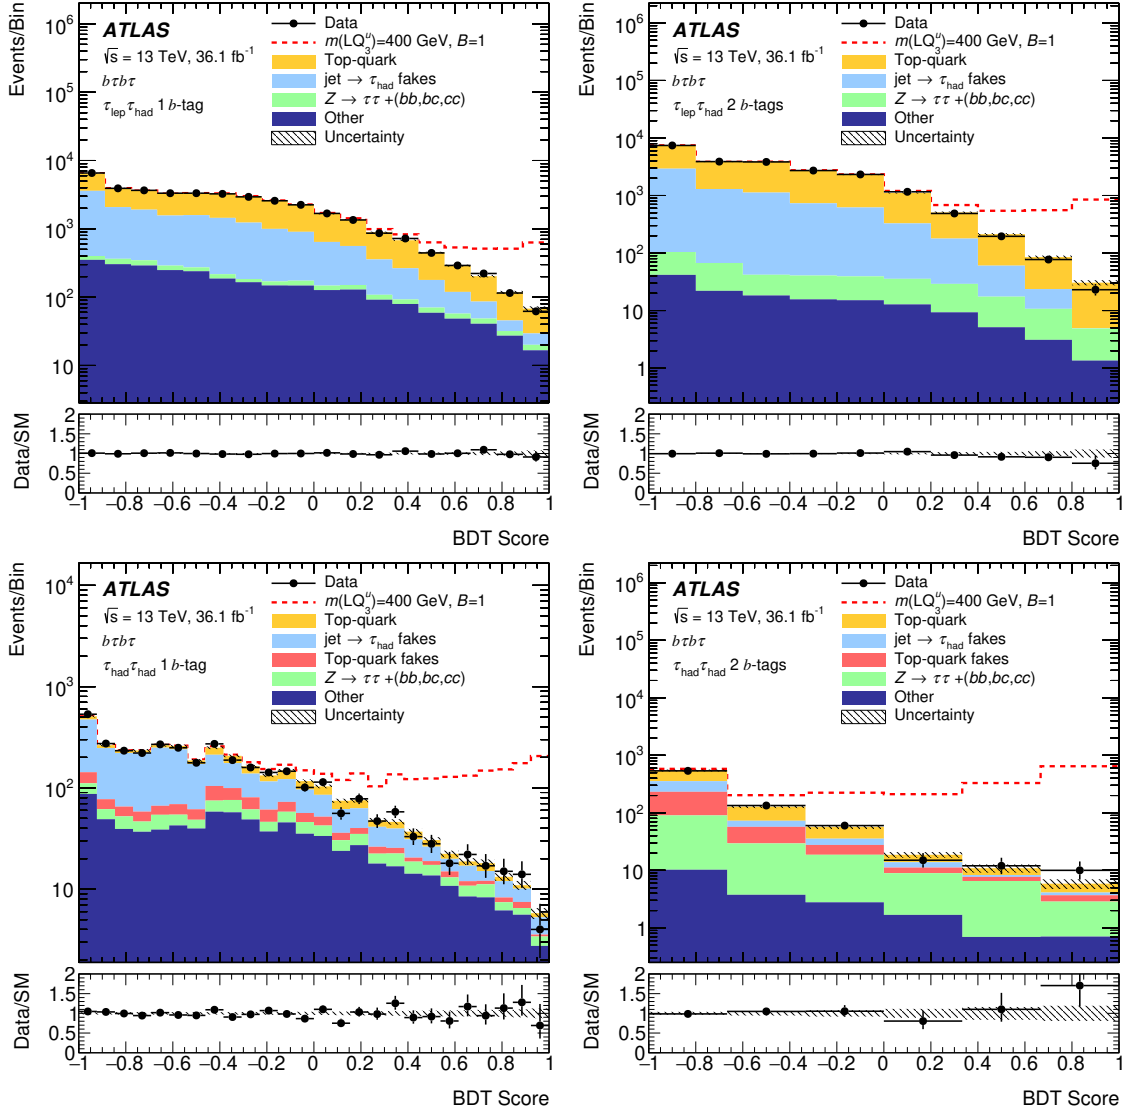 Events/Bin
10⁶
10⁵
10⁴
10³
10²
10
ATLAS
√s = 13 TeV, 36.1 fb⁻¹
bτbτ
τ_lep τ_had 1 b-tag
Data
m(LQ₃ᵘ)=400 GeV, B=1
Top-quark
jet → τ_had fakes
Z → ττ +(bb,bc,cc)
Other
Uncertainty
Data/SM
2
1.5
1
0.5
0
−1 −0.8 −0.6 −0.4 −0.2 0 0.2 0.4 0.6 0.8 1
BDT Score
Events/Bin
10⁶
10⁵
10⁴
10³
10²
10
1
ATLAS
√s = 13 TeV, 36.1 fb⁻¹
bτbτ
τ_lep τ_had 2 b-tags
Data
m(LQ₃ᵘ)=400 GeV, B=1
Top-quark
jet → τ_had fakes
Z → ττ +(bb,bc,cc)
Other
Uncertainty
Data/SM
2
1.5
1
0.5
0
−1 −0.8 −0.6 −0.4 −0.2 0 0.2 0.4 0.6 0.8 1
BDT Score
Events/Bin
10⁴
10³
10²
10
ATLAS
√s = 13 TeV, 36.1 fb⁻¹
bτbτ
τ_had τ_had 1 b-tag
Data
m(LQ₃ᵘ)=400 GeV, B=1
Top-quark
jet → τ_had fakes
Top-quark fakes
Z → ττ +(bb,bc,cc)
Other
Uncertainty
Data/SM
2
1.5
1
0.5
0
−1 −0.8 −0.6 −0.4 −0.2 0 0.2 0.4 0.6 0.8 1
BDT Score
Events/Bin
10⁶
10⁵
10⁴
10³
10²
10
1
ATLAS
√s = 13 TeV, 36.1 fb⁻¹
bτbτ
τ_had τ_had 2 b-tags
Data
m(LQ₃ᵘ)=400 GeV, B=1
Top-quark
jet → τ_had fakes
Top-quark fakes
Z → ττ +(bb,bc,cc)
Other
Uncertainty
Data/SM
2
1.5
1
0.5
0
−1 −0.8 −0.6 −0.4 −0.2 0 0.2 0.4 0.6 0.8 1
BDT Score